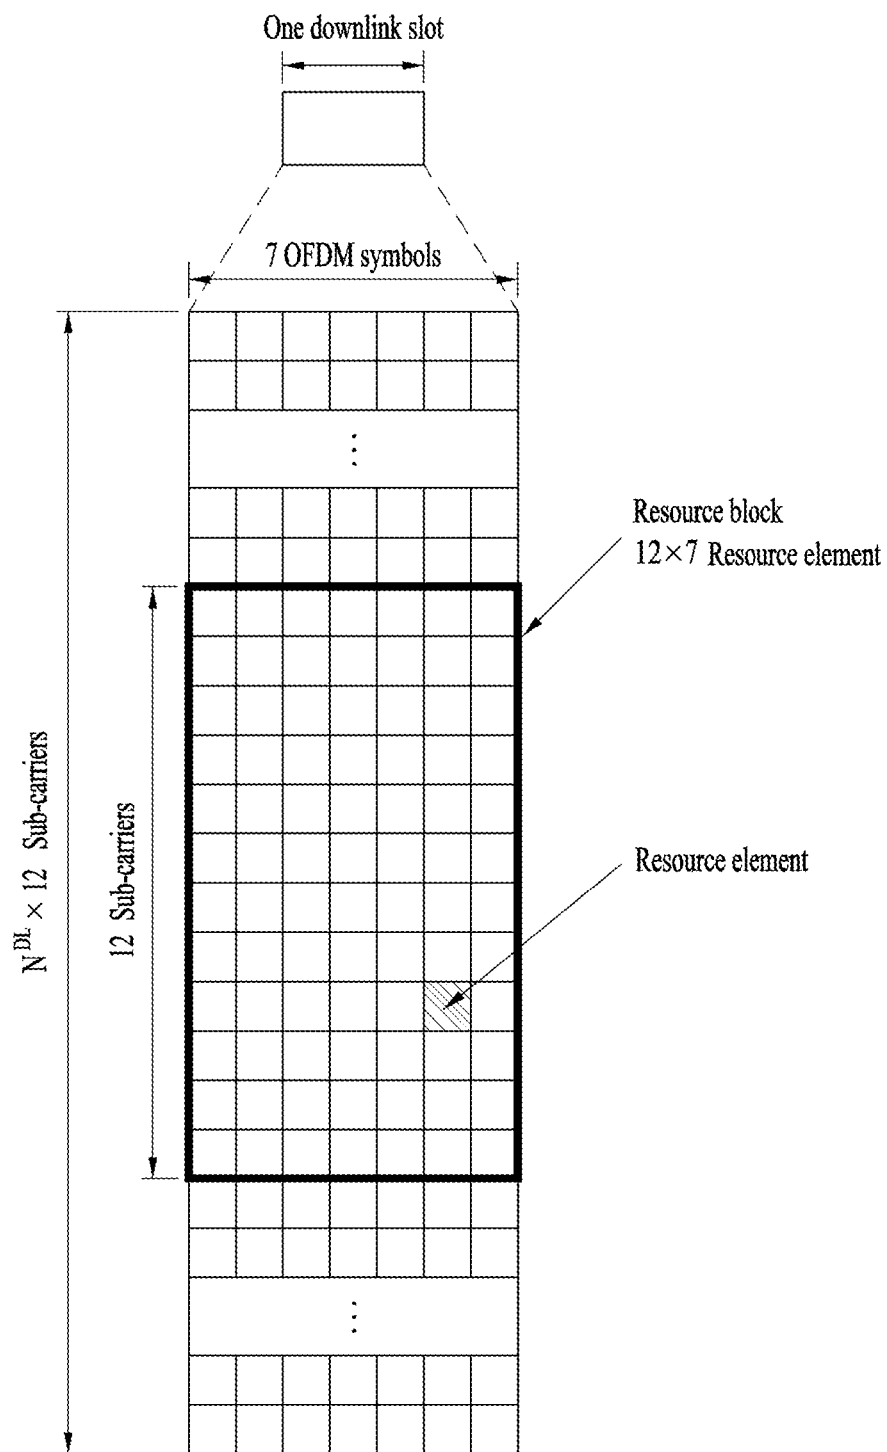 One downlink slot
7 OFDM symbols
Resource block
12×7 Resource element
N^DL × 12 Sub-carriers
12 Sub-carriers
Resource element